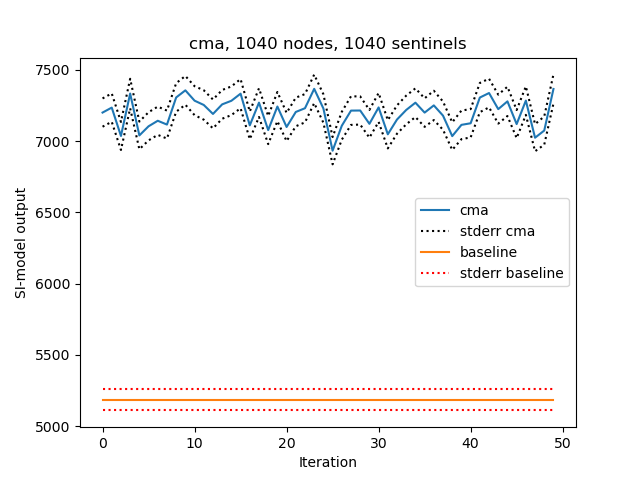 cma, 1040 nodes, 1040 sentinels
7500
7000
6500
6000
5500
5000
SI-model output
cma
stderr cma
baseline
stderr baseline
0 10 20 30 40 50
Iteration